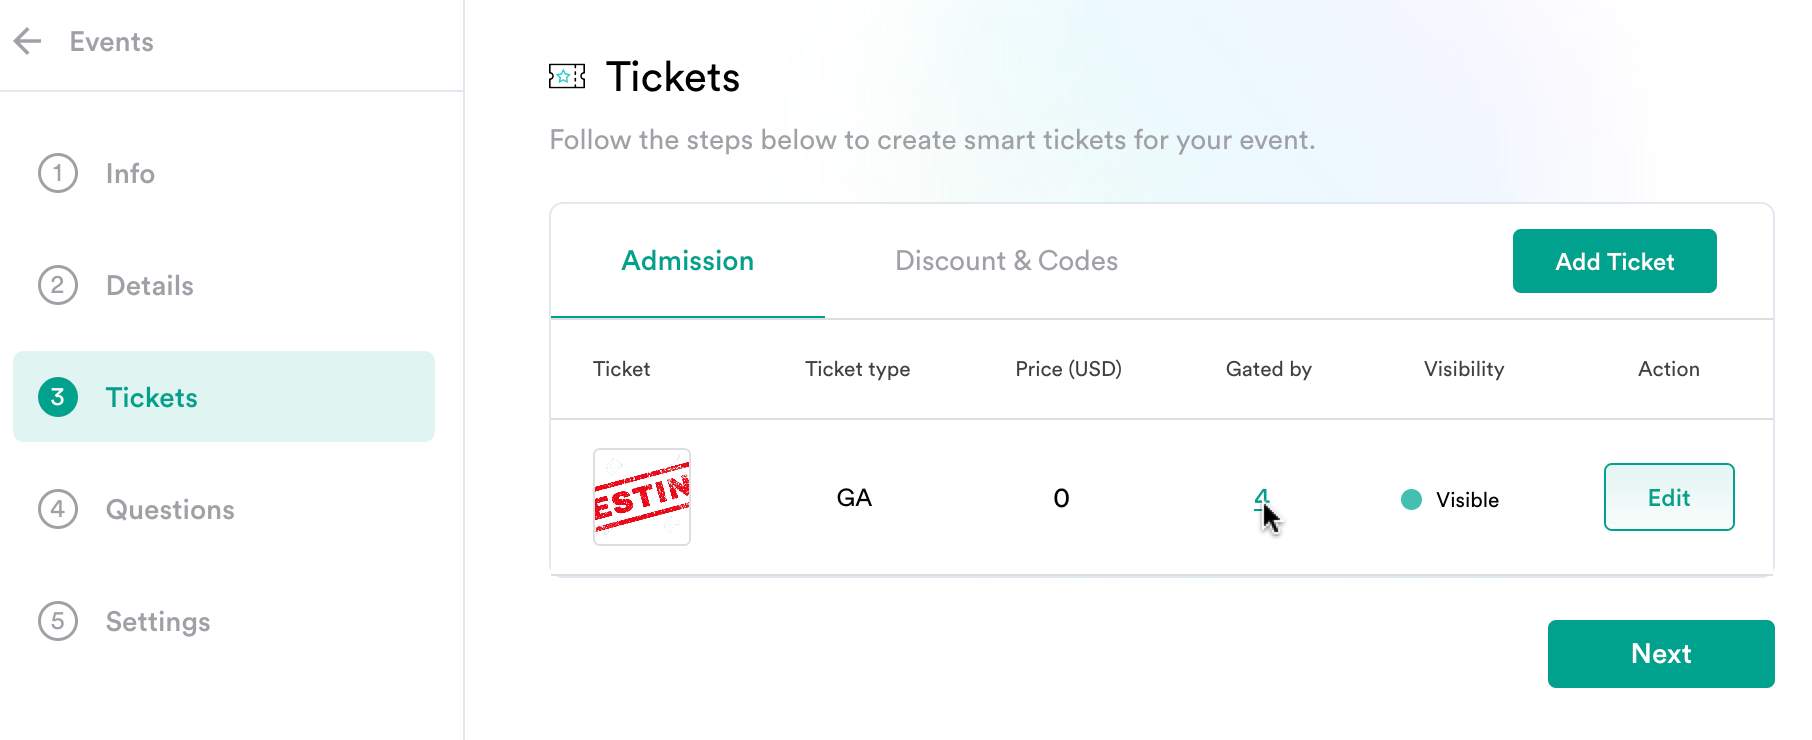 Events
1 Info
2 Details
3 Tickets
4 Questions
5 Settings
Tickets
Follow the steps below to create smart tickets for your event.
Admission Discount & Codes Add Ticket
Ticket Ticket type Price (USD) Gated by Visibility Action
ESTIN
GA 0 4 Visible Edit
Next